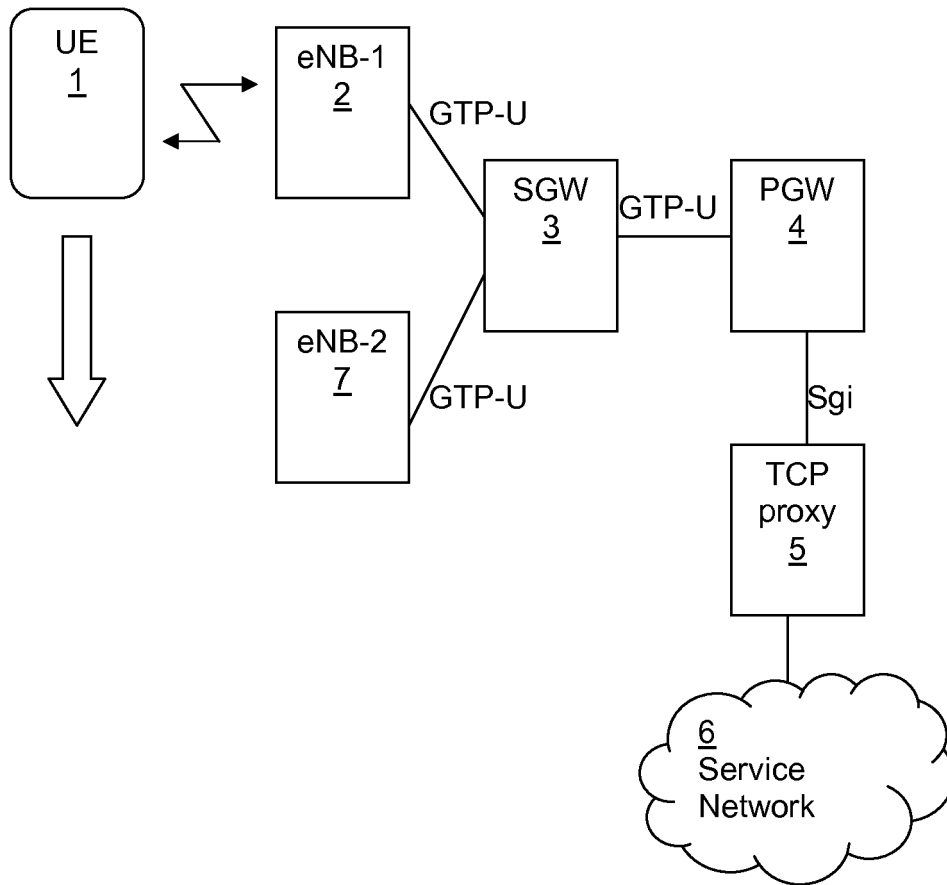 UE
1
eNB-1
2
GTP-U
SGW
3
GTP-U
PGW
4
eNB-2
7
GTP-U
Sgi
TCP
proxy
5
6
Service
Network